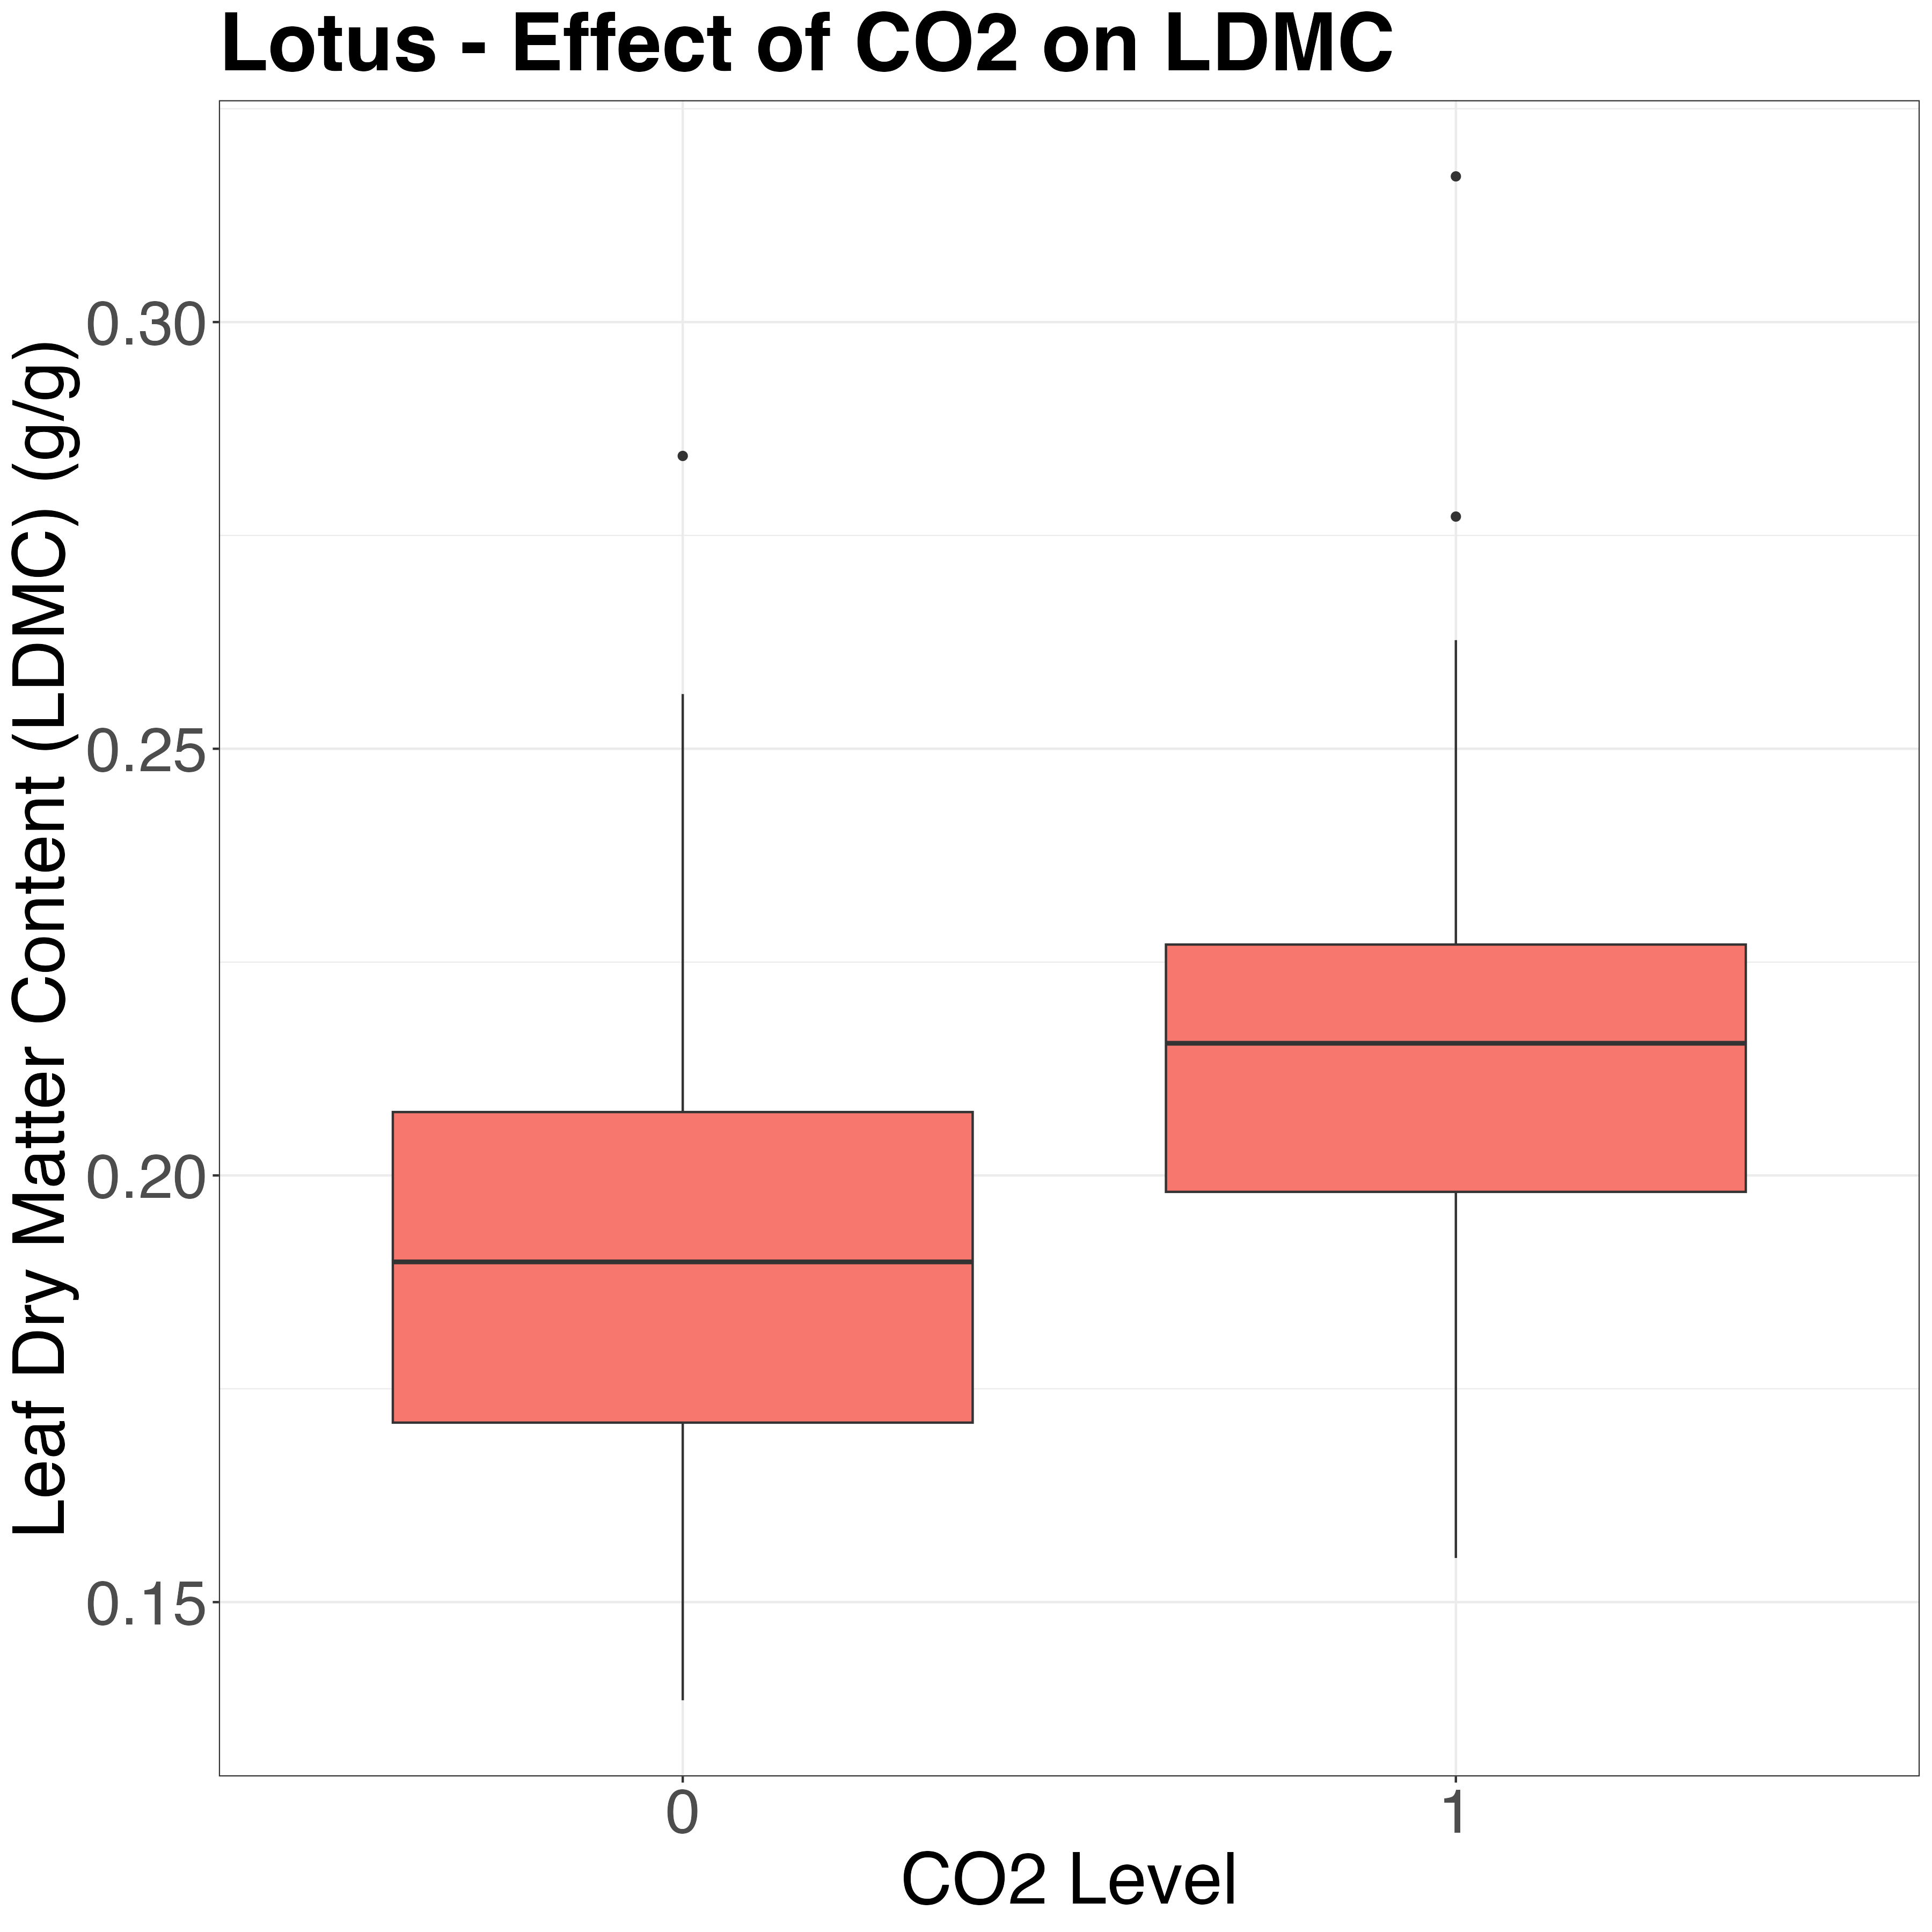 Lotus - Effect of CO2 on LDMC
Leaf Dry Matter Content (LDMC) (g/g)
0.30
0.25
0.20
0.15
0
1
CO2 Level